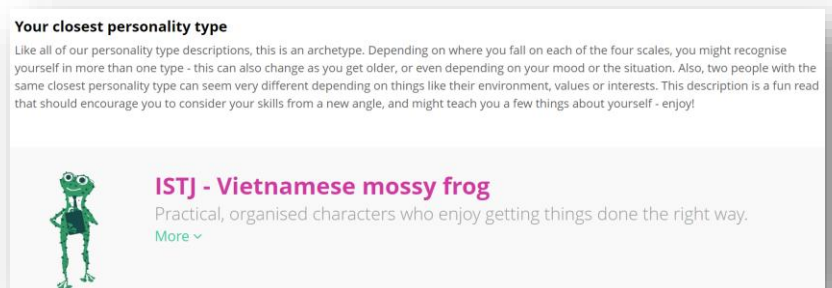 Your closest personality type
Like all of our personality type descriptions, this is an archetype. Depending on where you fall on each of the four scales, you might recognise
yourself in more than one type - this can also change as you get older, or even depending on your mood or the situation. Also, two people with the
same closest personality type can seem very different depending on things like their environment, values or interests. This description is a fun read
that should encourage you to consider your skills from a new angle, and might teach you a few things about yourself - enjoy!
ISTJ - Vietnamese mossy frog
Practical, organised characters who enjoy getting things done the right way.
More